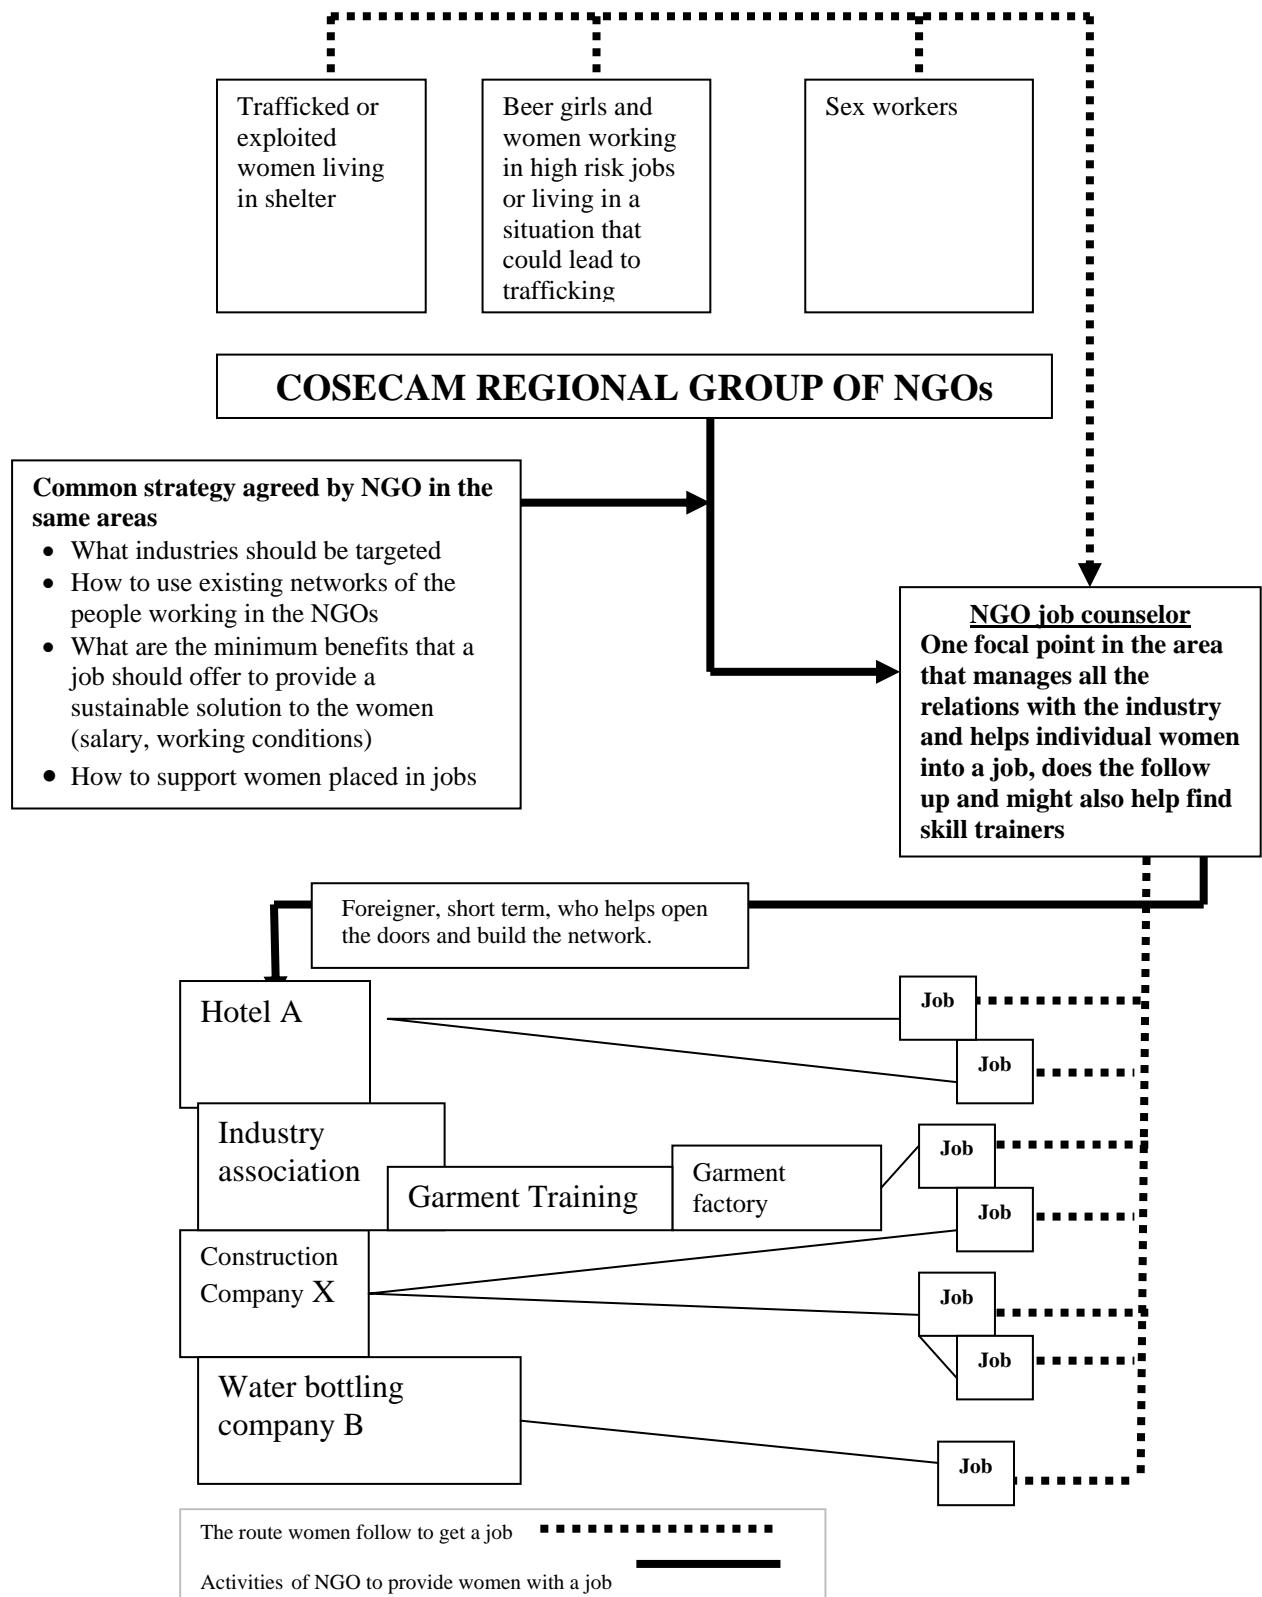 Trafficked or
exploited
women living
in shelter
Beer girls and
women working
in high risk jobs
or living in a
situation that
could lead to
trafficking
Sex workers
COSECAM REGIONAL GROUP OF NGOs
Common strategy agreed by NGO in the
same areas
• What industries should be targeted
• How to use existing networks of the
people working in the NGOs
• What are the minimum benefits that a
job should offer to provide a
sustainable solution to the women
(salary, working conditions)
• How to support women placed in jobs
NGO job counselor
One focal point in the area
that manages all the
relations with the industry
and helps individual women
into a job, does the follow
up and might also help find
skill trainers
Foreigner, short term, who helps open
the doors and build the network.
Hotel A
Job
Job
Industry
association
Garment Training
Garment
factory
Job
Job
Construction
Company X
Job
Job
Water bottling
company B
Job
The route women follow to get a job
Activities of NGO to provide women with a job